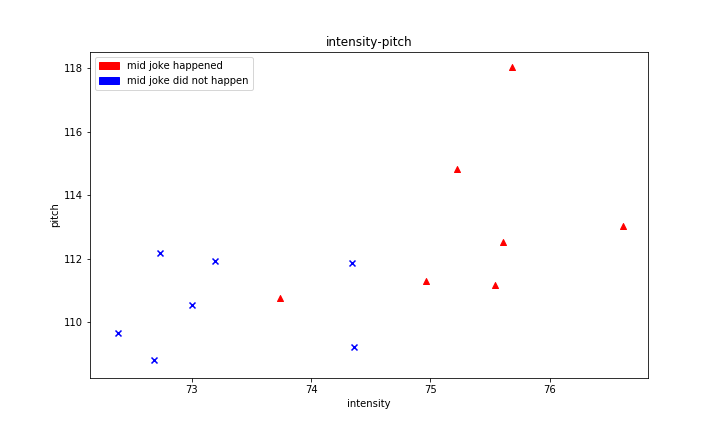 intensity-pitch
mid joke happened
mid joke did not happen
118
116
114
112
110
pitch
73
74
75
76
intensity